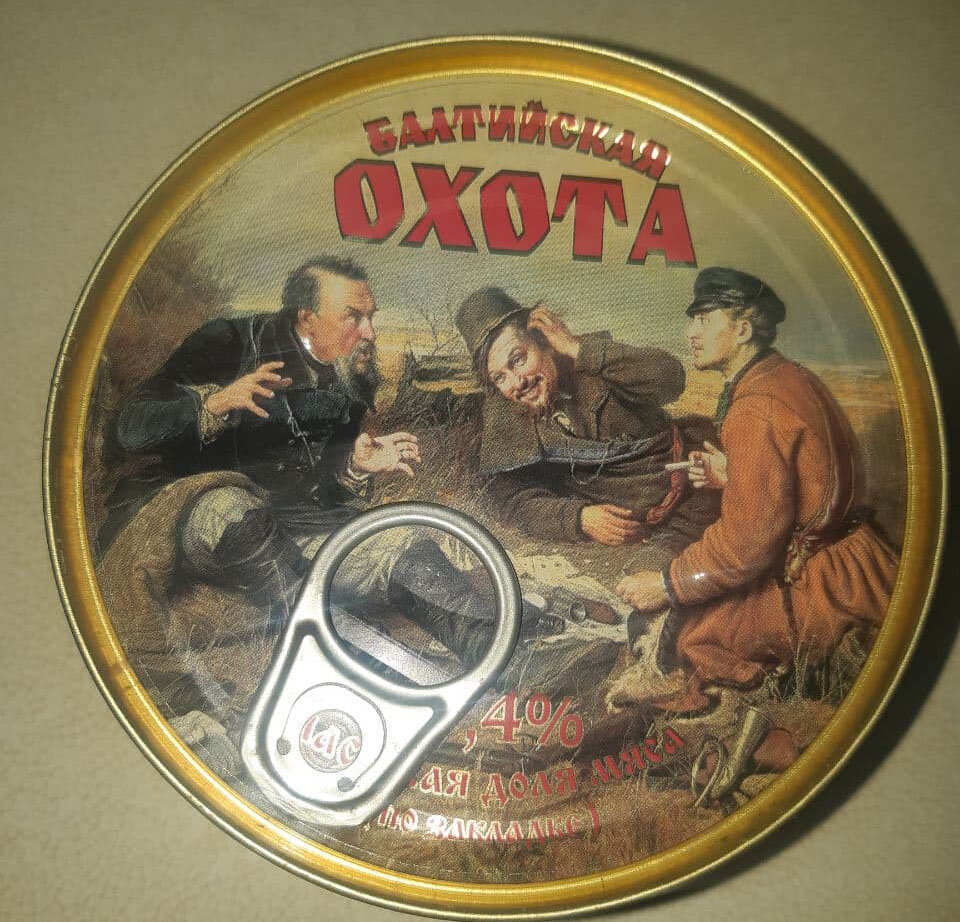 БАЛТИЙСКАЯ
ОХОТА
,4%
ДОЛЯ МЯСА
(ПО ЗАКЛАДКЕ)